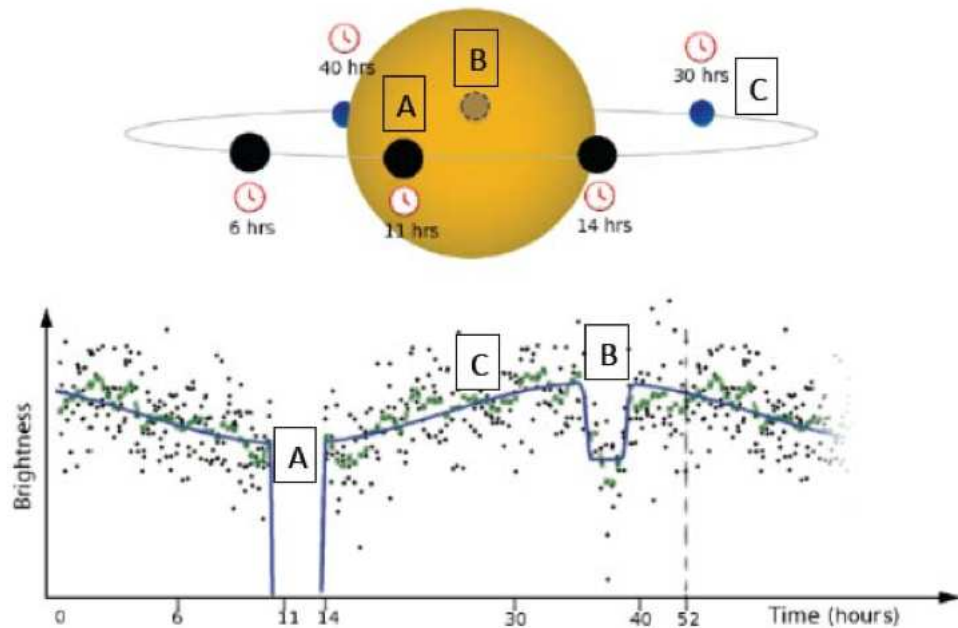 40 hrs
B
30 hrs
C
A
6 hrs
11 hrs
14 hrs
C
B
A
Brightness
0 6 11 14 30 40 52 Time (hours)